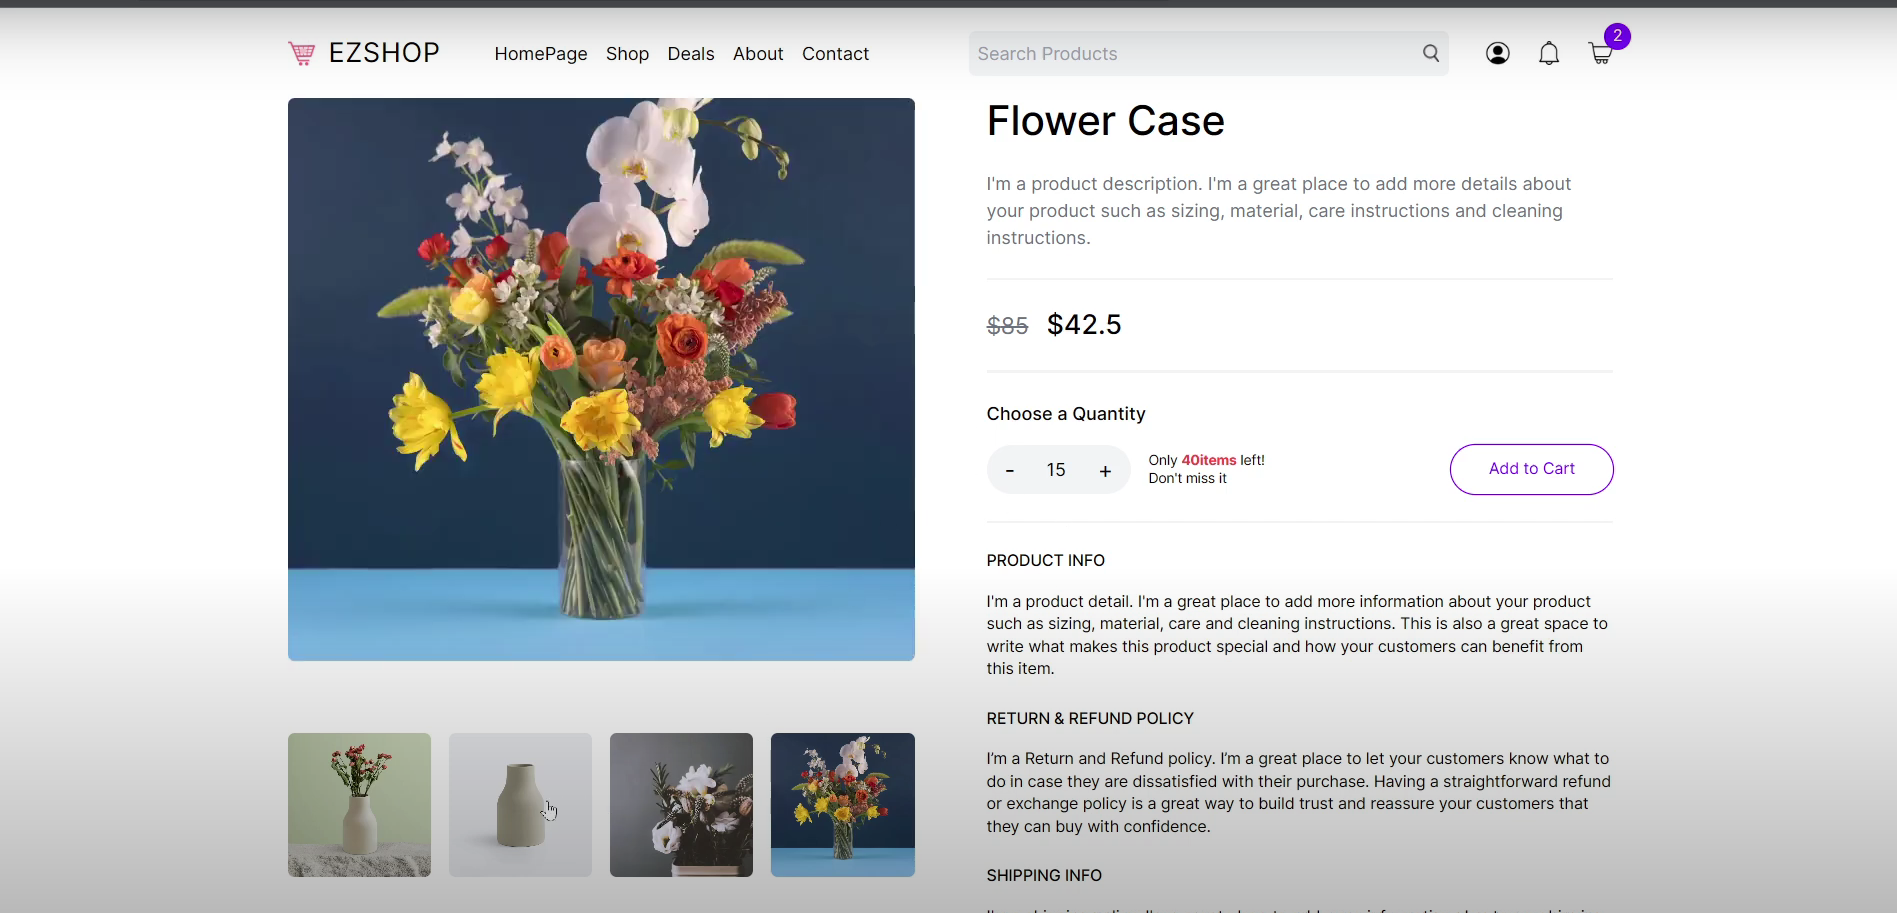 EZSHOP
HomePage Shop Deals About Contact
Search Products
2
Flower Case
I'm a product description. I'm a great place to add more details about
your product such as sizing, material, care instructions and cleaning
instructions.
$85 $42.5
Choose a Quantity
- 15 +
Only 40items left!
Don't miss it
Add to Cart
PRODUCT INFO
I'm a product detail. I'm a great place to add more information about your product
such as sizing, material, care and cleaning instructions. This is also a great space to
write what makes this product special and how your customers can benefit from
this item.
RETURN & REFUND POLICY
I’m a Return and Refund policy. I’m a great place to let your customers know what to
do in case they are dissatisfied with their purchase. Having a straightforward refund
or exchange policy is a great way to build trust and reassure your customers that
they can buy with confidence.
SHIPPING INFO